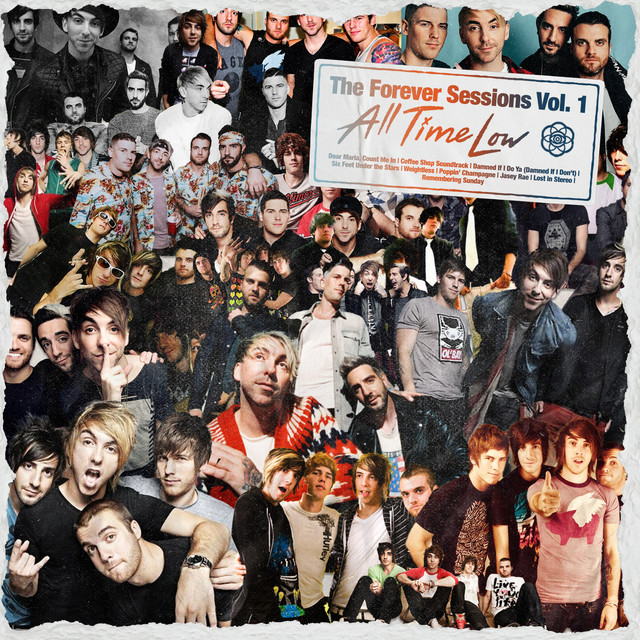 The Forever Sessions Vol. 1
All Time Low
Dear Maria, Count Me In | Coffee Shop Soundtrack | Damned If I Do Ya (Damned If I Don't) |
Six Feet Under the Stars | Weightless | Poppin' Champagne | Jasey Rae | Lost in Stereo |
Remembering Sunday
OL' BAY